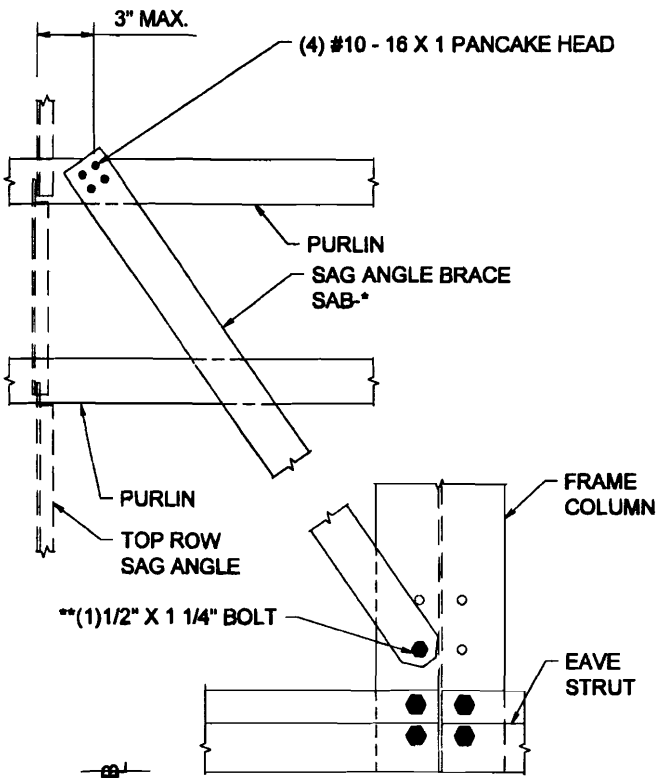 3" MAX.
(4) #10 - 16 X 1 PANCAKE HEAD
PURLIN
SAG ANGLE BRACE
SAB-*
PURLIN
TOP ROW
SAG ANGLE
FRAME
COLUMN
**(1)1/2" X 1 1/4" BOLT
EAVE
STRUT